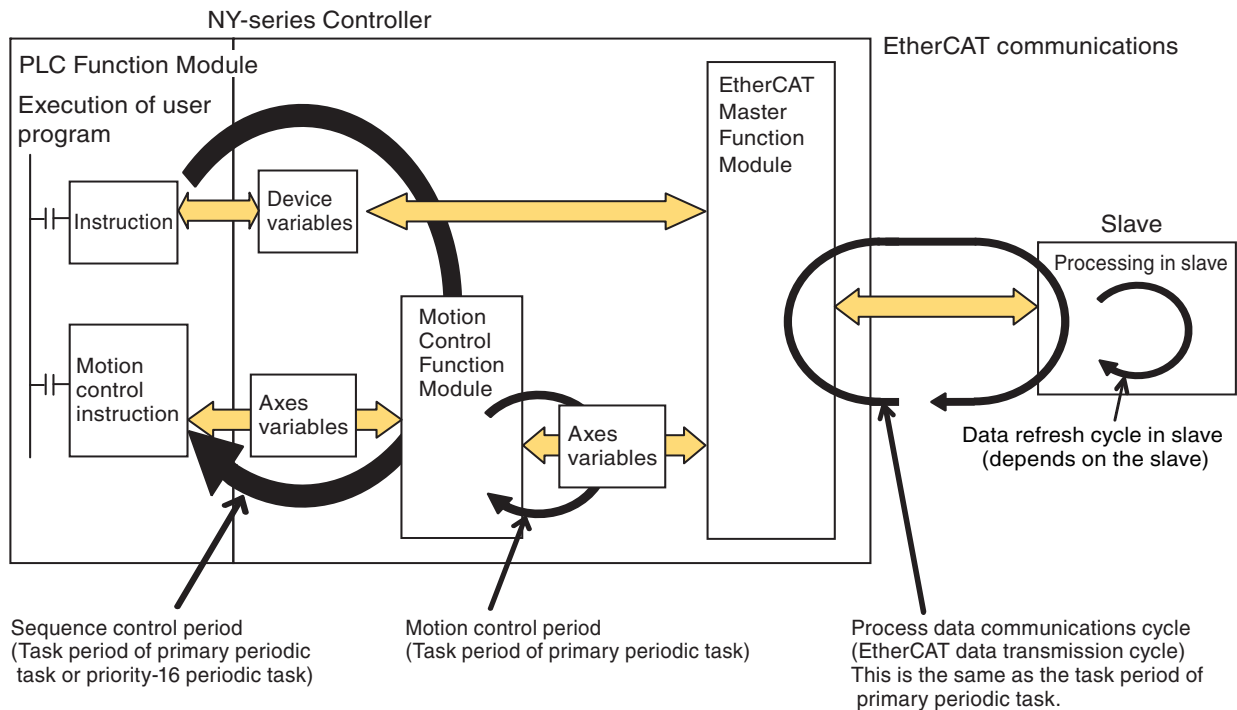 NY-series Controller
EtherCAT communications
PLC Function Module
Execution of user
program
EtherCAT
Master
Function
Module
Instruction
Device
variables
Slave
Processing in slave
Motion
Control
Function
Module
Motion
control
instruction
Axes
variables
Axes
variables
Data refresh cycle in slave
(depends on the slave)
Sequence control period
(Task period of primary periodic
task or priority-16 periodic task)
Motion control period
(Task period of primary periodic task)
Process data communications cycle
(EtherCAT data transmission cycle)
This is the same as the task period of
primary periodic task.